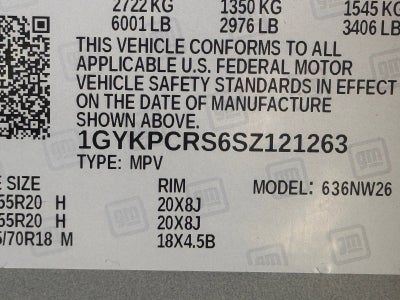 2722 KG 1350 KG 1545 KG
6001 LB 2976 LB 3406 LB
THIS VEHICLE CONFORMS TO ALL
APPLICABLE U.S. FEDERAL MOTOR
VEHICLE SAFETY STANDARDS IN EFFECT
ON THE DATE OF MANUFACTURE
SHOWN ABOVE.
1GYKPCRS6SZ121263
TYPE: MPV
E SIZE RIM MODEL: 636NW26
55R20 H 20X8J
55R20 H 20X8J
5/70R18 M 18X4.5B
gm